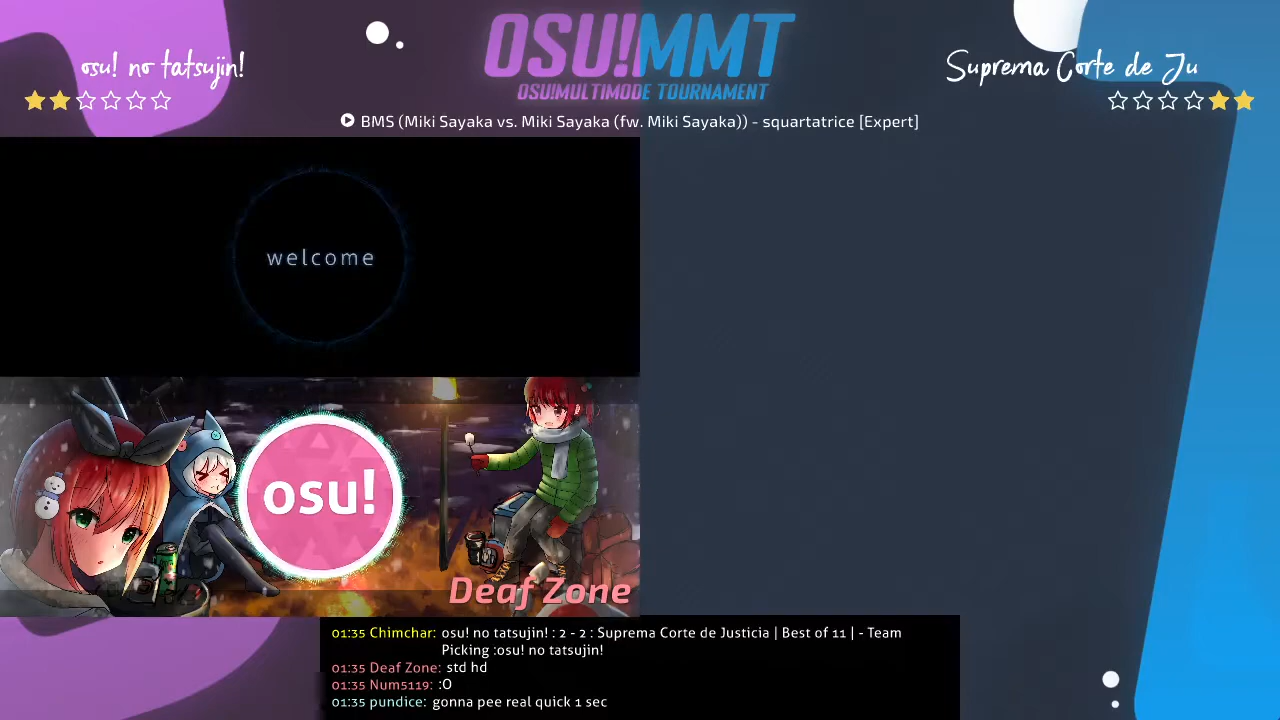 osu! no tatsujin!
OSU!MMT
OSU!MULTIMODE TOURNAMENT
Suprema Corte de Ju
BMS (Miki Sayaka vs. Miki Sayaka (fw. Miki Sayaka)) - squartatrice [Expert]
welcome
osu!
Deaf Zone
01:35 Chimchar: osu! no tatsujin! : 2 - 2 : Suprema Corte de Justicia | Best of 11 | - Team
Picking :osu! no tatsujin!
01:35 Deaf Zone: std hd
01:35 Num5119: :O
01:35 pundice: gonna pee real quick 1 sec